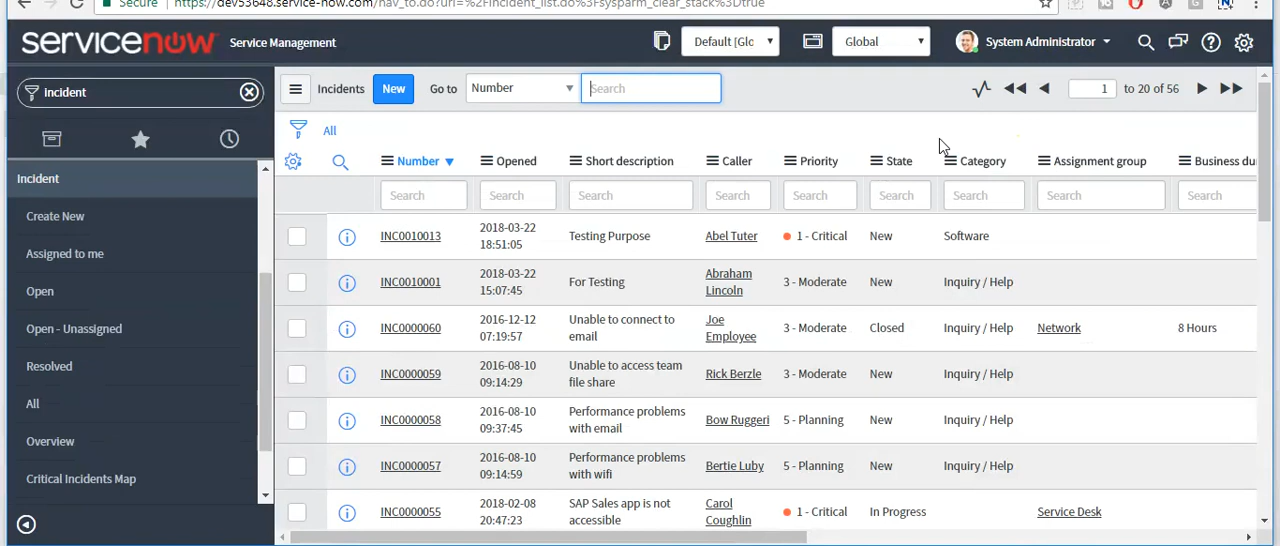 Secure https://dev53648.service-now.com/nav_to.do?uri=%2Fincident_list.do%3Fsysparm_clear_stack%3Dtrue
servicenow Service Management Default [Glo Global System Administrator
incident
Incidents New Go to Number Search 1 to 20 of 56
All
Number Opened Short description Caller Priority State Category Assignment group Business du
Search Search Search Search Search Search Search Search Search
Incident
Create New
Assigned to me
Open
Open - Unassigned
Resolved
All
Overview
Critical Incidents Map
INC0010013 2018-03-22 18:51:05 Testing Purpose Abel Tuter 1 - Critical New Software
INC0010001 2018-03-22 15:07:45 For Testing Abraham Lincoln 3 - Moderate New Inquiry / Help
INC0000060 2016-12-12 07:19:57 Unable to connect to email Joe Employee 3 - Moderate Closed Inquiry / Help Network 8 Hours
INC0000059 2016-08-10 09:14:29 Unable to access team file share Rick Berzle 3 - Moderate New Inquiry / Help
INC0000058 2016-08-10 09:37:45 Performance problems with email Bow Ruggeri 5 - Planning New Inquiry / Help
INC0000057 2016-08-10 09:14:59 Performance problems with wifi Bertie Luby 5 - Planning New Inquiry / Help
INC0000055 2018-02-08 20:47:23 SAP Sales app is not accessible Carol Coughlin 1 - Critical In Progress Service Desk